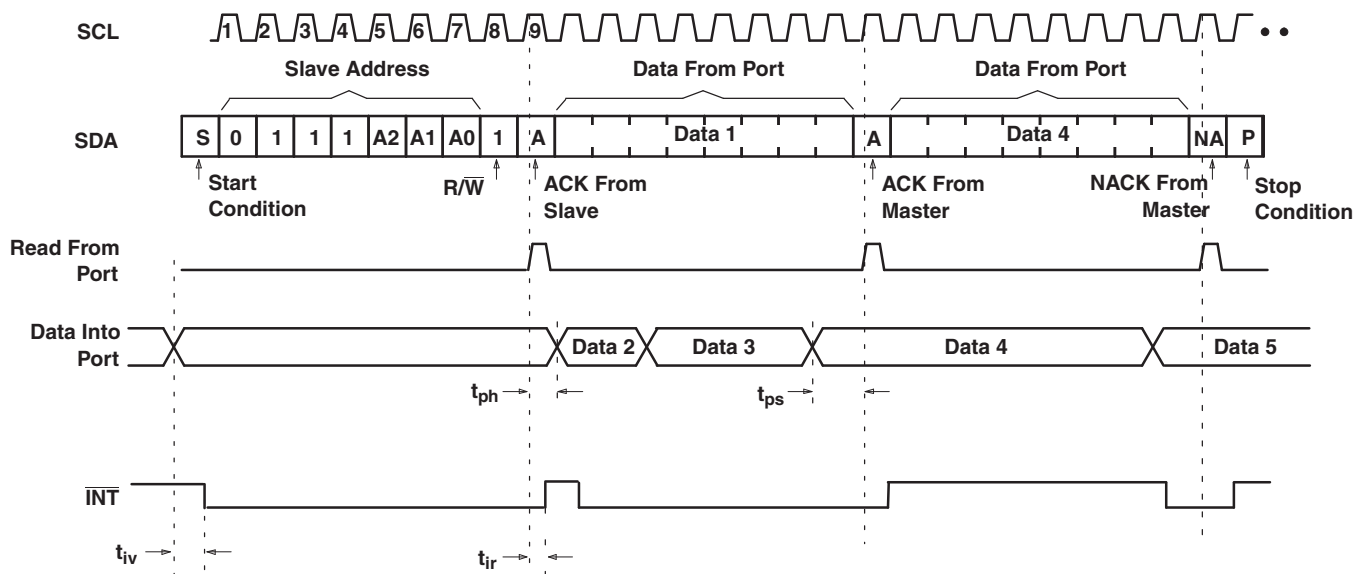 SCL 1 2 3 4 5 6 7 8 9
Slave Address Data From Port Data From Port
SDA S 0 1 1 1 A2 A1 A0 1 A Data 1 A Data 4 NA P
Start Condition
R/W̅
ACK From Slave
ACK From Master
NACK From Master
Stop Condition
Read From Port
Data Into Port
Data 2 Data 3 Data 4 Data 5
tph
tps
I̅N̅T̅
tiv
tir